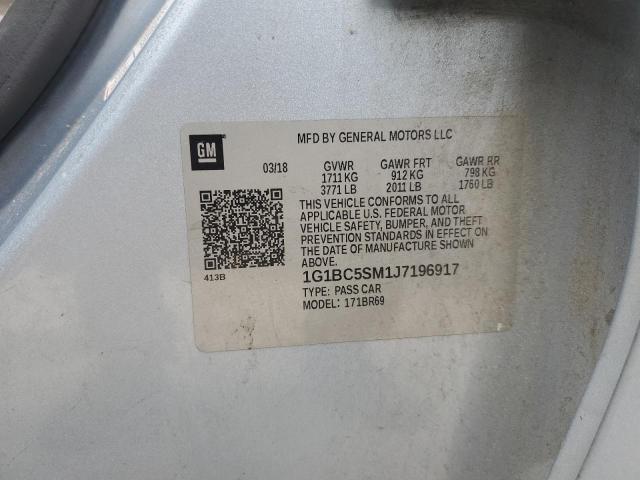 GM
MFD BY GENERAL MOTORS LLC
03/18 GVWR GAWR FRT GAWR RR
1711 KG 912 KG 798 KG
3771 LB 2011 LB 1760 LB
THIS VEHICLE CONFORMS TO ALL
APPLICABLE U.S. FEDERAL MOTOR
VEHICLE SAFETY, BUMPER, AND THEFT
PREVENTION STANDARDS IN EFFECT ON
THE DATE OF MANUFACTURE SHOWN
ABOVE.
413B
1G1BC5SM1J7196917
TYPE: PASS CAR
MODEL: 171BR69